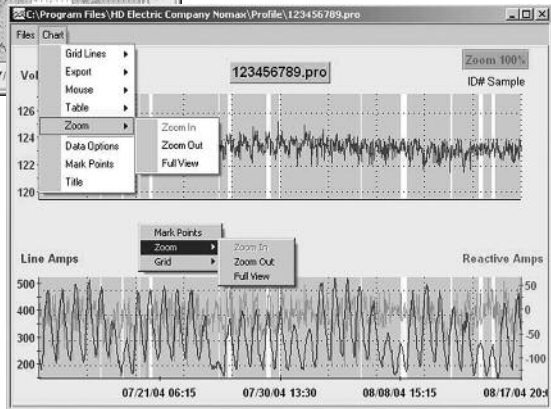 C:\Program Files\HD Electric Company Nomax\Profile\123456789.pro
Files Chart
Grid Lines
Export
Mouse
Table
Zoom
Data Options
Mark Points
Title
Zoom In
Zoom Out
Full View
123456789.pro
Zoom 100%
ID# Sample
Vol
126
124
122
120
Mark Points
Zoom
Grid
Zoom In
Zoom Out
Full View
Line Amps
Reactive Amps
500
400
300
200
50
0
-50
-100
07/21/04 06:15 07/30/04 13:30 08/08/04 15:15 08/17/04 20: